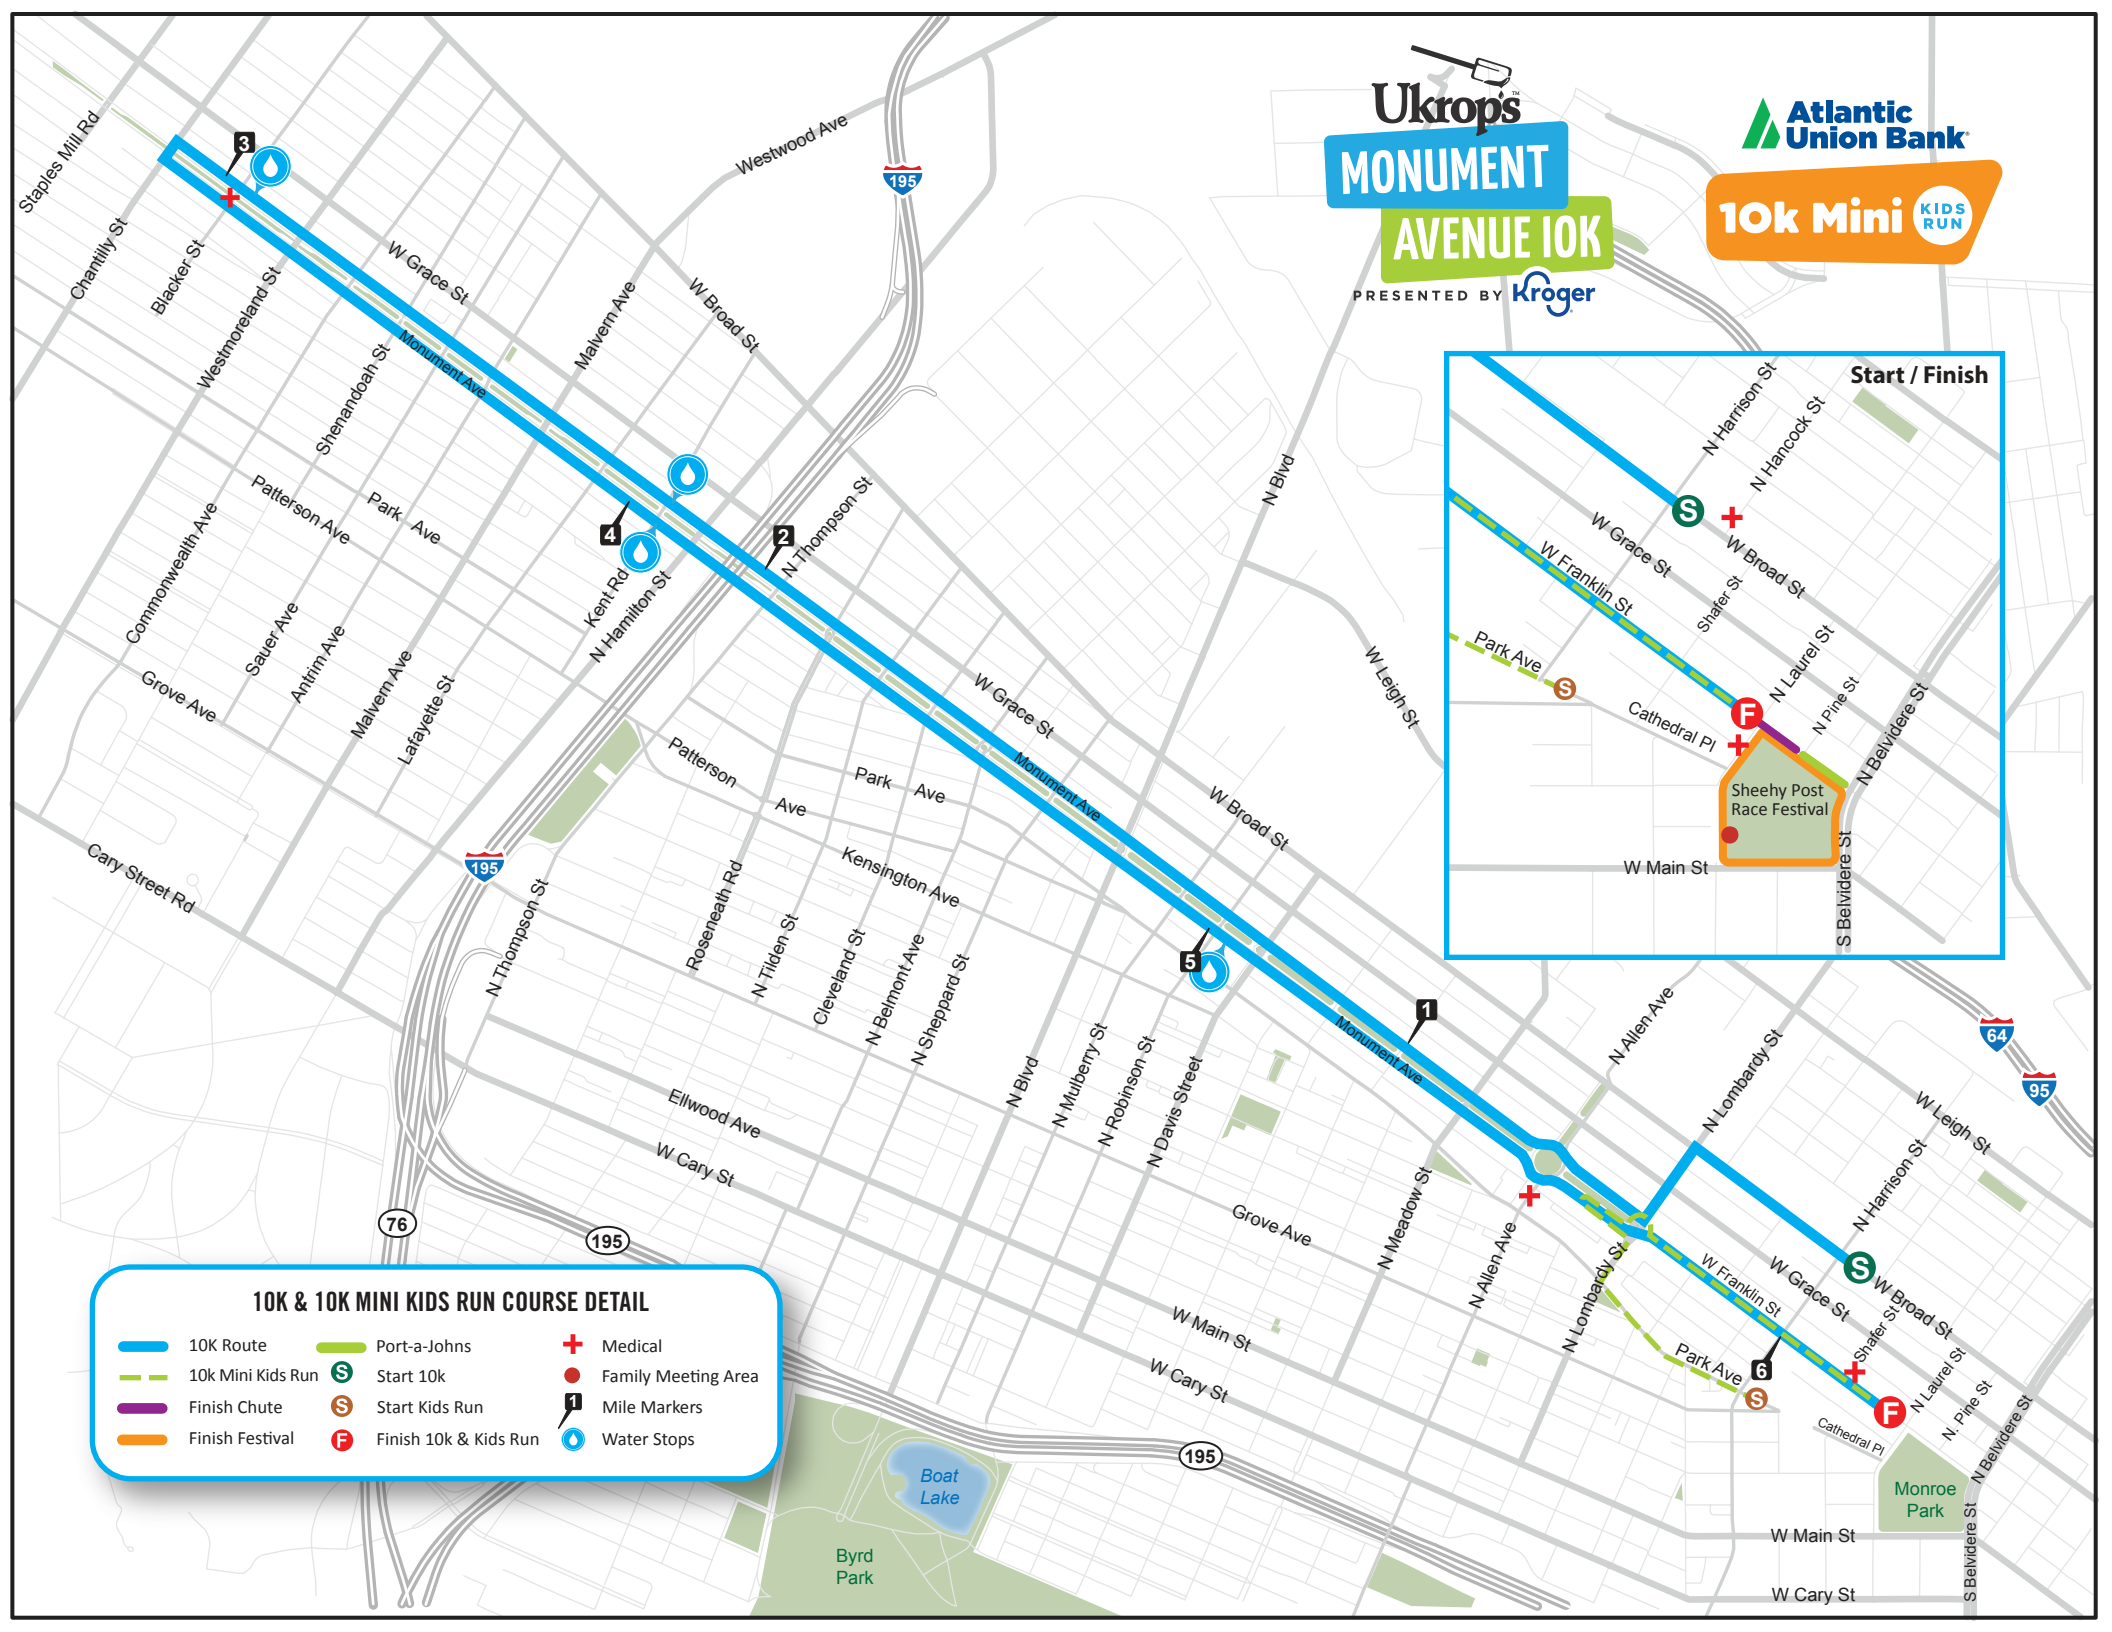 Ukrops™
MONUMENT
AVENUE 10K
PRESENTED BY Kroger
Atlantic
Union Bank
10k Mini
KIDS
RUN
Staples Mill Rd
Chantilly St
Blacker St
Westmoreland St
Shenandoah St
Monument Ave
W Grace St
Malvern Ave
W Broad St
Westwood Ave
195
3
4
2
N Thompson St
Kent Rd
N Hamilton St
Patterson Ave
Park Ave
Commonwealth Ave
Sauer Ave
Antrim Ave
Malvern Ave
Lafayette St
Grove Ave
Cary Street Rd
195
N Thompson St
Patterson
Ave
Park Ave
Kensington Ave
Roseneath Rd
N Tilden St
Cleveland St
N Belmont Ave
N Sheppard St
N Blvd
N Mulberry St
N Robinson St
N Davis Street
W Grace St
Monument Ave
W Broad St
N Blvd
W Leigh St
5
1
Monument Ave
Ellwood Ave
W Cary St
76
195
Grove Ave
N Meadow St
N Allen Ave
N Lombardy St
N Allen Ave
N Lombardy St
W Leigh St
N Harrison St
64
95
W Franklin St
W Grace St
S
W Broad St
Shafer St
6
Park Ave
S
F
N Laurel St
N. Pine St
N Belvidere St
Cathedral Pl
Monroe
Park
S Belvidere St
W Main St
W Cary St
W Main St
W Cary St
195
Boat
Lake
Byrd
Park
Start / Finish
N Harrison St
N Hancock St
S
W Grace St
W Broad St
W Franklin St
Shafer St
Park Ave
S
N Laurel St
F
N Pine St
Cathedral Pl
N Belvidere St
Sheehy Post
Race Festival
W Main St
S Belvidere St
10K & 10K MINI KIDS RUN COURSE DETAIL
10K Route
10k Mini Kids Run
Finish Chute
Finish Festival
Port-a-Johns
S Start 10k
S Start Kids Run
F Finish 10k & Kids Run
Medical
Family Meeting Area
1 Mile Markers
Water Stops